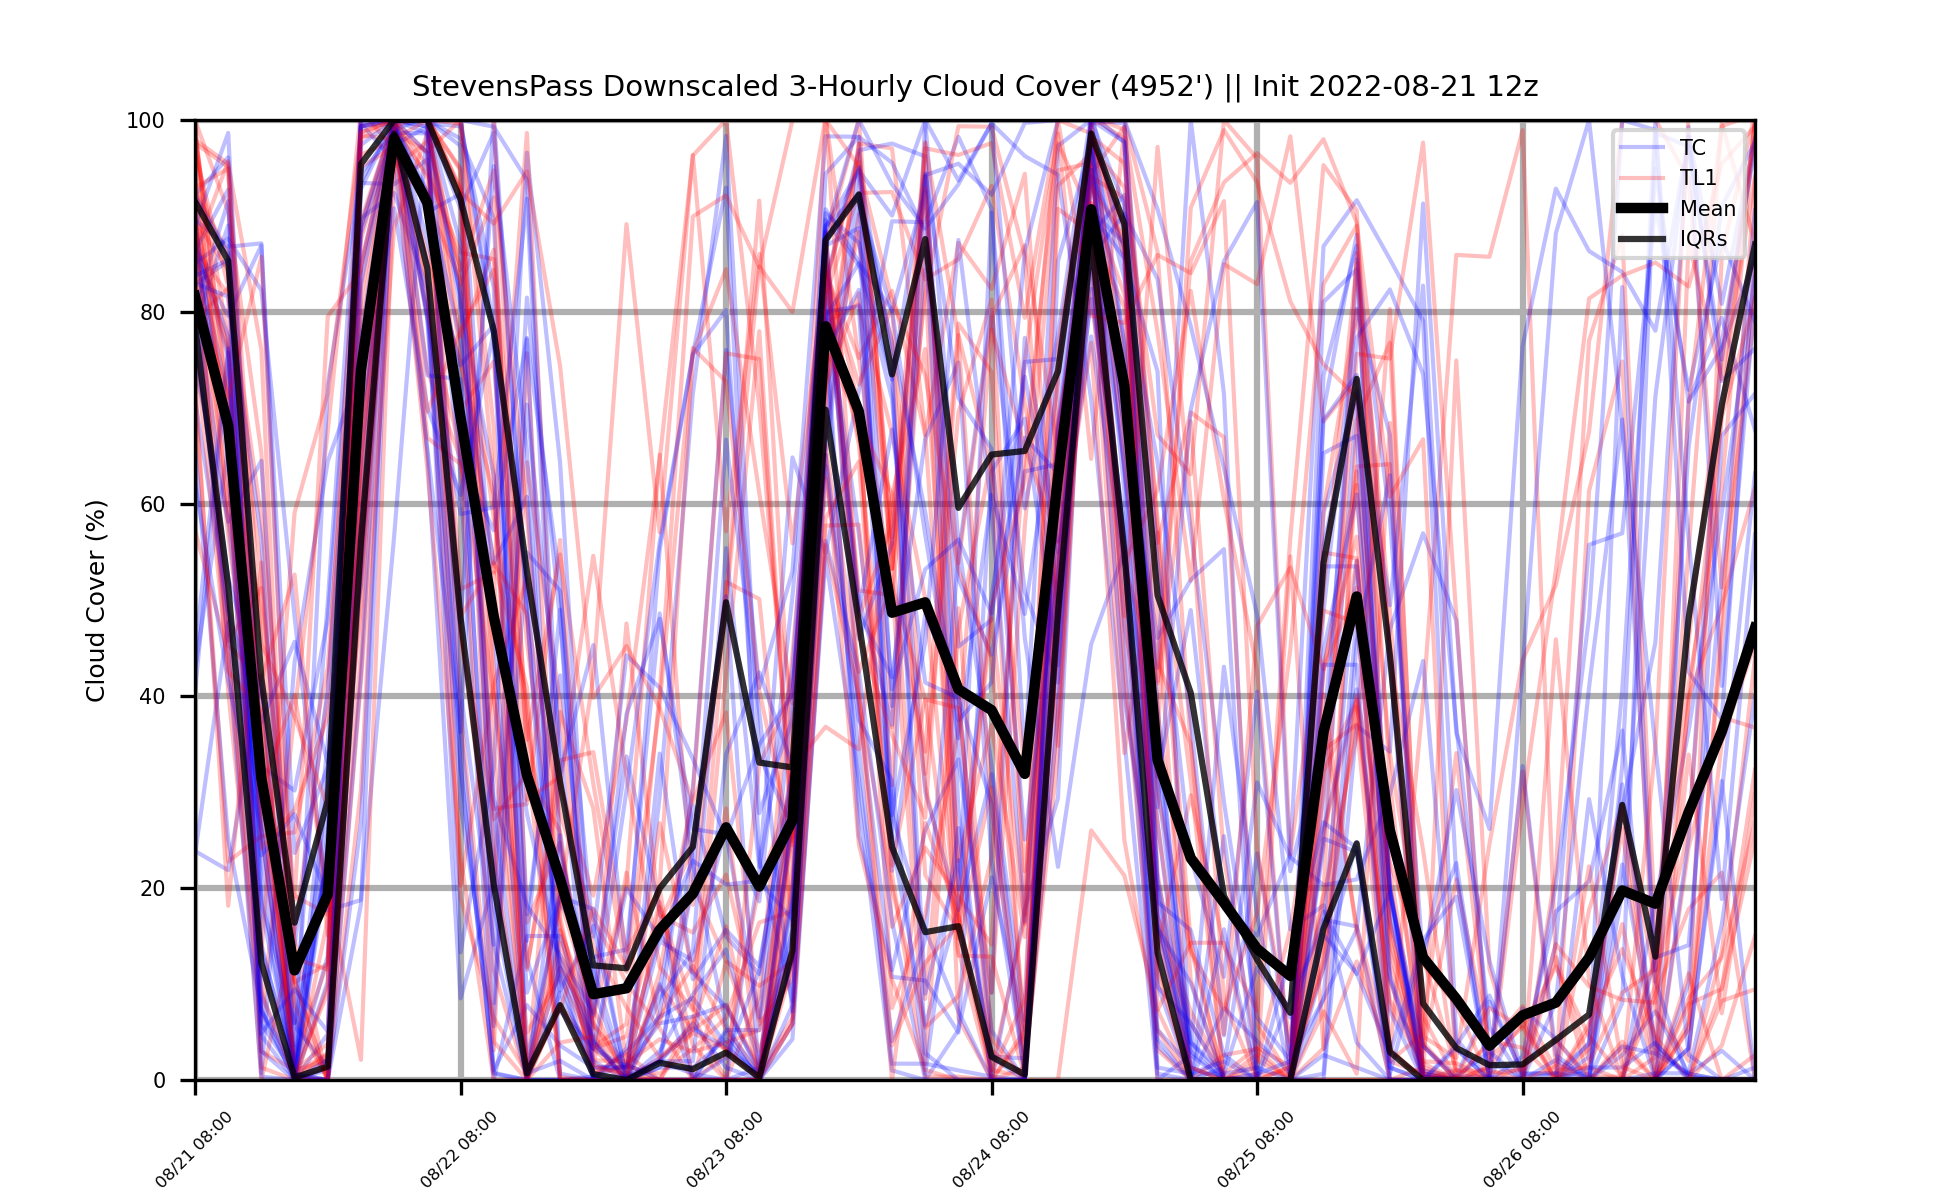 StevensPass Downscaled 3-Hourly Cloud Cover (4952') || Init 2022-08-21 12z
Cloud Cover (%)
100
80
60
40
20
0
TC
TL1
Mean
IQRs
08/21 08:00
08/22 08:00
08/23 08:00
08/24 08:00
08/25 08:00
08/26 08:00